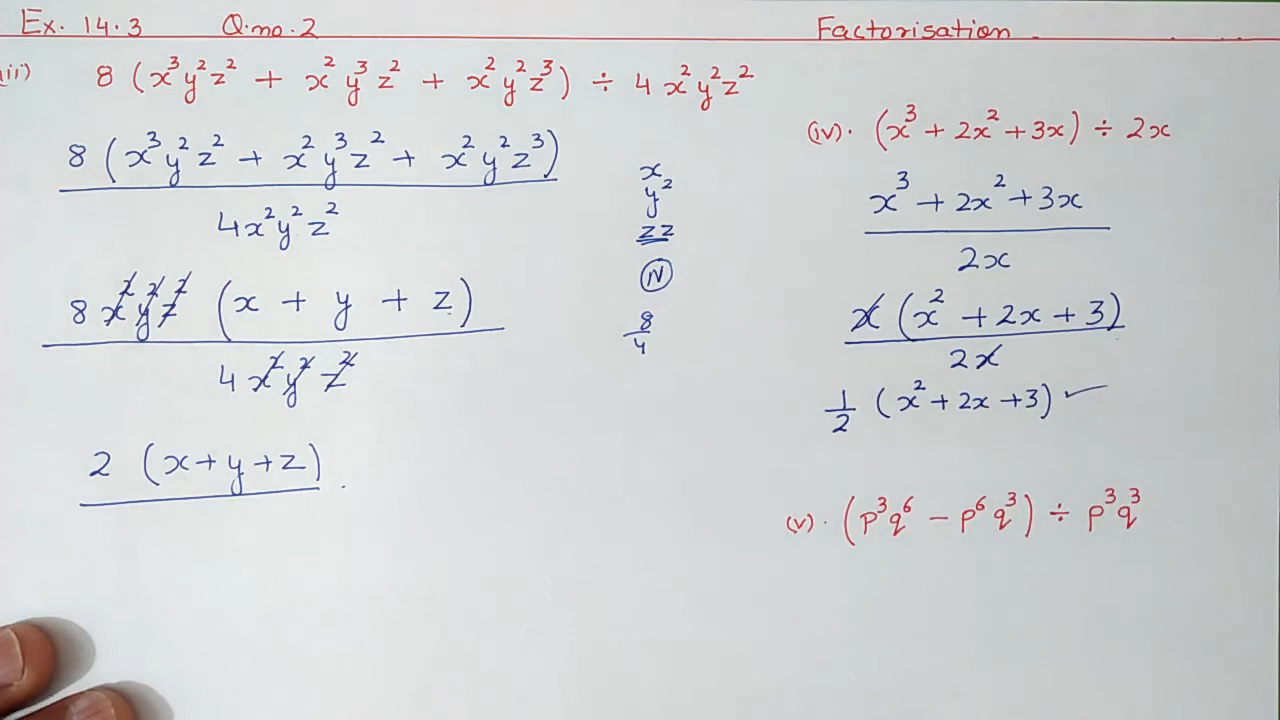 Ex. 14.3 Q.no.2 Factorisation
iii) 8 (x³y²z² + x²y³z² + x²y²z³) ÷ 4x²y²z²
8 (x³y²z² + x²y³z² + x²y²z³)
4x²y²z²
8x²y²z² (x + y + z)
4x²y²z²
2 (x+y+z).
x
y²
zz
IV
8
4
(iv). (x³ + 2x² + 3x) ÷ 2x
x³ + 2x² + 3x
2x
x (x² + 2x + 3)
2x
1/2 (x² + 2x + 3) ✓
(v). (p³q⁶ − p⁶q³) ÷ p³q³